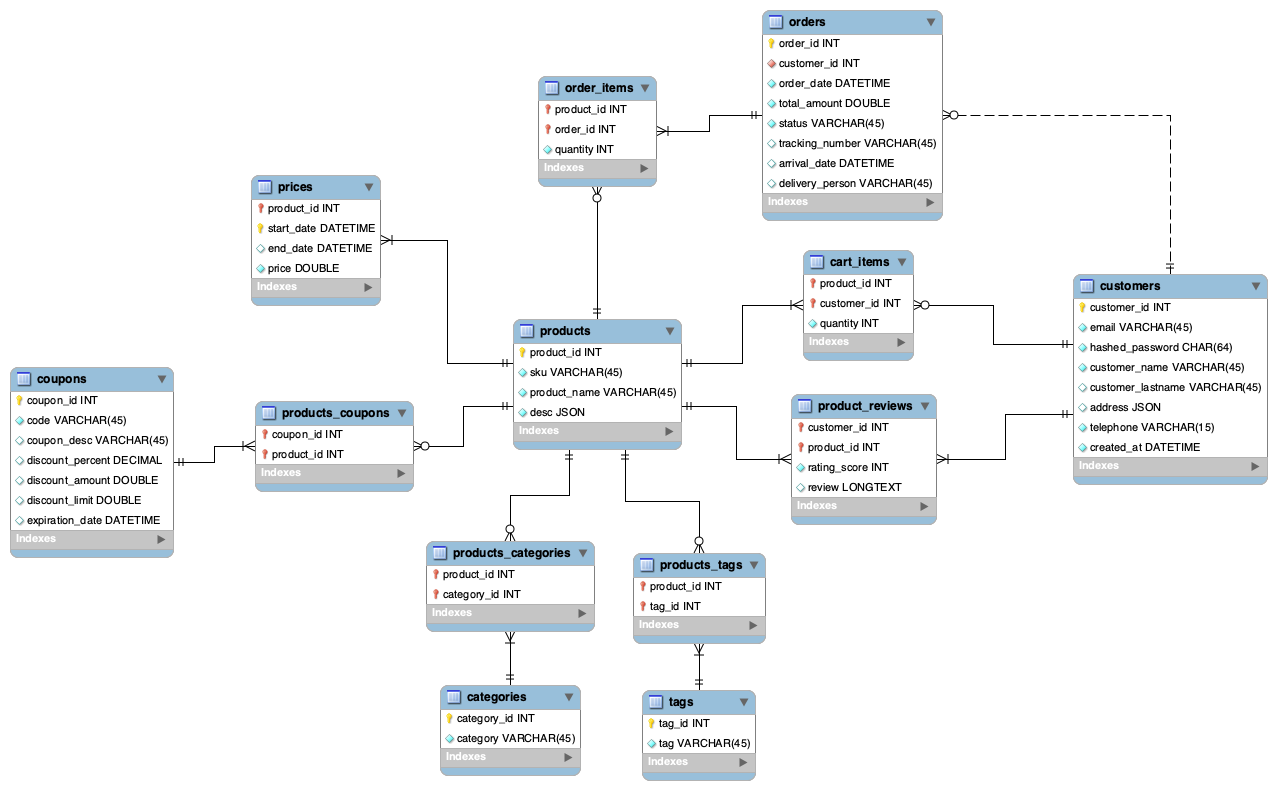 orders
order_id INT
customer_id INT
order_date DATETIME
total_amount DOUBLE
status VARCHAR(45)
tracking_number VARCHAR(45)
arrival_date DATETIME
delivery_person VARCHAR(45)
Indexes
order_items
product_id INT
order_id INT
quantity INT
Indexes
prices
product_id INT
start_date DATETIME
end_date DATETIME
price DOUBLE
Indexes
cart_items
product_id INT
customer_id INT
quantity INT
Indexes
customers
customer_id INT
email VARCHAR(45)
hashed_password CHAR(64)
customer_name VARCHAR(45)
customer_lastname VARCHAR(45)
address JSON
telephone VARCHAR(15)
created_at DATETIME
Indexes
products
product_id INT
sku VARCHAR(45)
product_name VARCHAR(45)
desc JSON
Indexes
coupons
coupon_id INT
code VARCHAR(45)
coupon_desc VARCHAR(45)
discount_percent DECIMAL
discount_amount DOUBLE
discount_limit DOUBLE
expiration_date DATETIME
Indexes
products_coupons
coupon_id INT
product_id INT
Indexes
product_reviews
customer_id INT
product_id INT
rating_score INT
review LONGTEXT
Indexes
products_categories
product_id INT
category_id INT
Indexes
products_tags
product_id INT
tag_id INT
Indexes
categories
category_id INT
category VARCHAR(45)
Indexes
tags
tag_id INT
tag VARCHAR(45)
Indexes